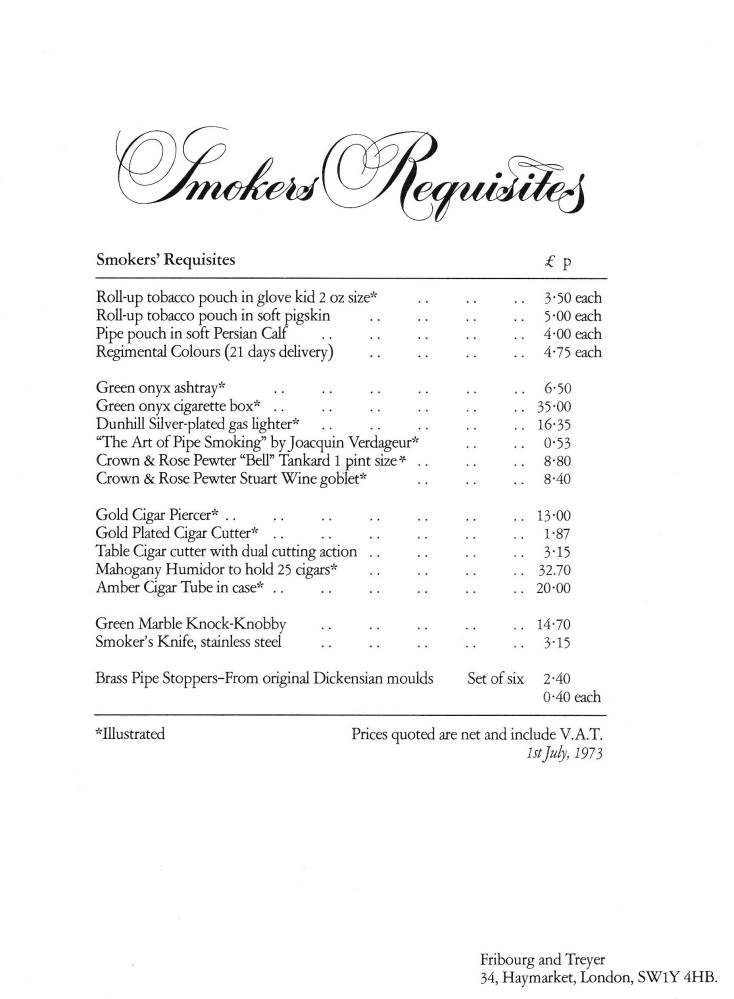 Smokers Requisites
Smokers' Requisites £ p
Roll-up tobacco pouch in glove kid 2 oz size* .. .. .. 3·50 each
Roll-up tobacco pouch in soft pigskin .. .. .. .. 5·00 each
Pipe pouch in soft Persian Calf .. .. .. .. .. 4·00 each
Regimental Colours (21 days delivery) .. .. .. .. 4·75 each
Green onyx ashtray* .. .. .. .. .. .. 6·50
Green onyx cigarette box* .. .. .. .. .. .. 35·00
Dunhill Silver-plated gas lighter* .. .. .. .. .. 16·35
“The Art of Pipe Smoking” by Joacquin Verdageur* .. .. 0·53
Crown & Rose Pewter “Bell” Tankard 1 pint size* .. .. .. 8·80
Crown & Rose Pewter Stuart Wine goblet* .. .. .. 8·40
Gold Cigar Piercer* .. .. .. .. .. .. .. 13·00
Gold Plated Cigar Cutter* .. .. .. .. .. .. 1·87
Table Cigar cutter with dual cutting action .. .. .. .. 3·15
Mahogany Humidor to hold 25 cigars* .. .. .. .. 32.70
Amber Cigar Tube in case* .. .. .. .. .. .. 20·00
Green Marble Knock-Knobby .. .. .. .. .. 14·70
Smoker's Knife, stainless steel .. .. .. .. .. 3·15
Brass Pipe Stoppers–From original Dickensian moulds Set of six 2·40
0·40 each
*Illustrated Prices quoted are net and include V.A.T.
1st July, 1973
Fribourg and Treyer
34, Haymarket, London, SW1Y 4HB.